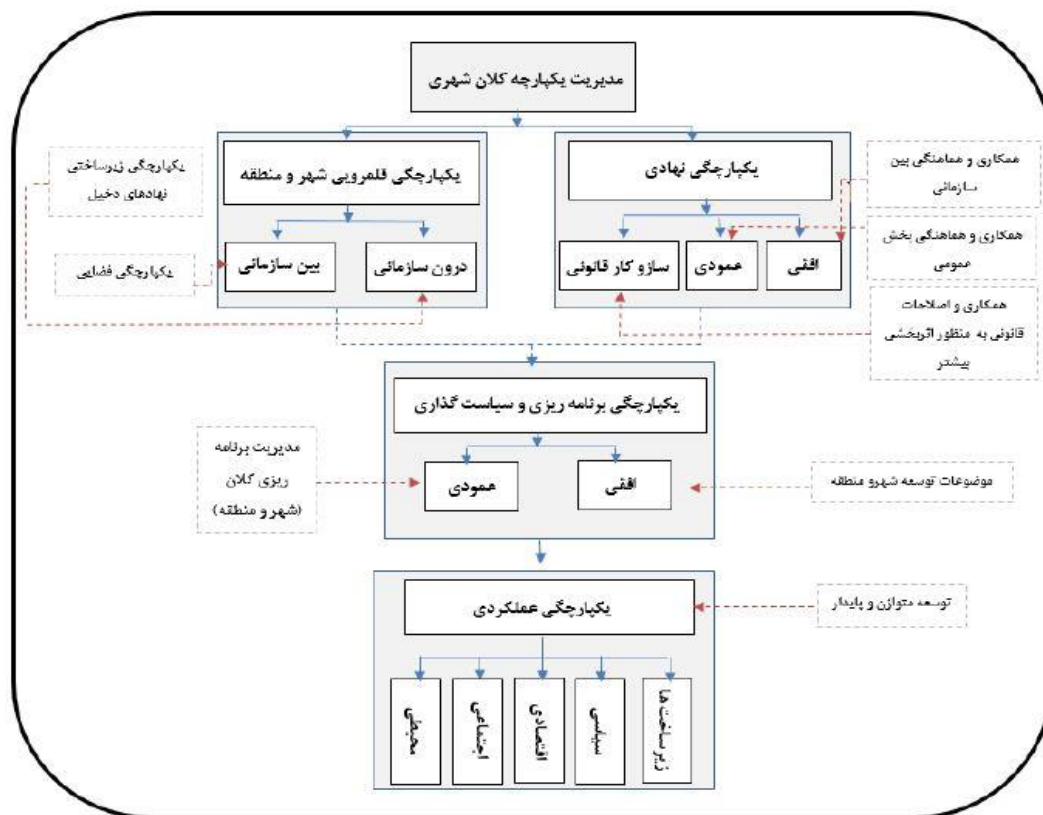 مدیریت یکپارچه کلان شهری
یکپارچگی نهادی
افقی
عمودی
سازو کار قانونی
یکپارچگی قلمرویی شهر و منطقه
درون سازمانی
بین سازمانی
همکاری و هماهنگی بین
سازمانی
همکاری و هماهنگی بخش
عمومی
همکاری و اصلاحات
قانونی به منظور اثربخشی
بیشتر
یکپارچگی زیرساختی
نهادهای دخیل
یکپارچگی فضایی
یکپارچگی برنامه ریزی و سیاست گذاری
افقی
عمودی
موضوعات توسعه شهرو منطقه
مدیریت برنامه
ریزی کلان
(شهر و منطقه)
یکپارچگی عملکردی
توسعه متوازن و پایدار
زیرساخت ها
سیاسی
اقتصادی
اجتماعی
محیطی